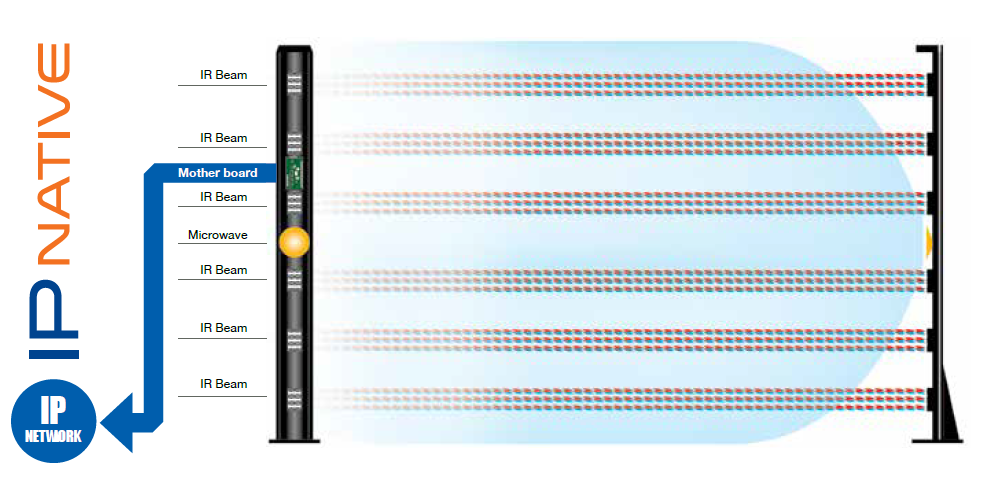 IP NATIVE
IR Beam
IR Beam
Mother board
IR Beam
Microwave
IR Beam
IR Beam
IR Beam
IP
NETWORK